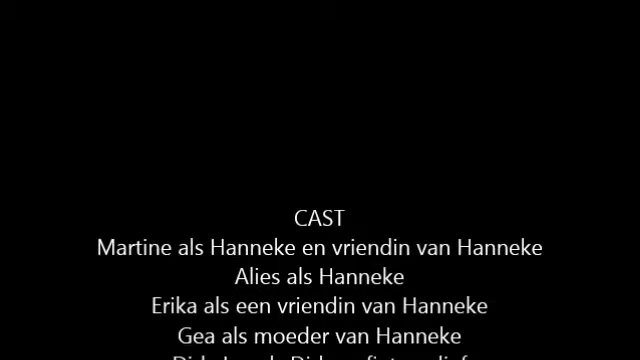 CAST
Martine als Hanneke en vriendin van Hanneke
Alies als Hanneke
Erika als een vriendin van Hanneke
Gea als moeder van Hanneke